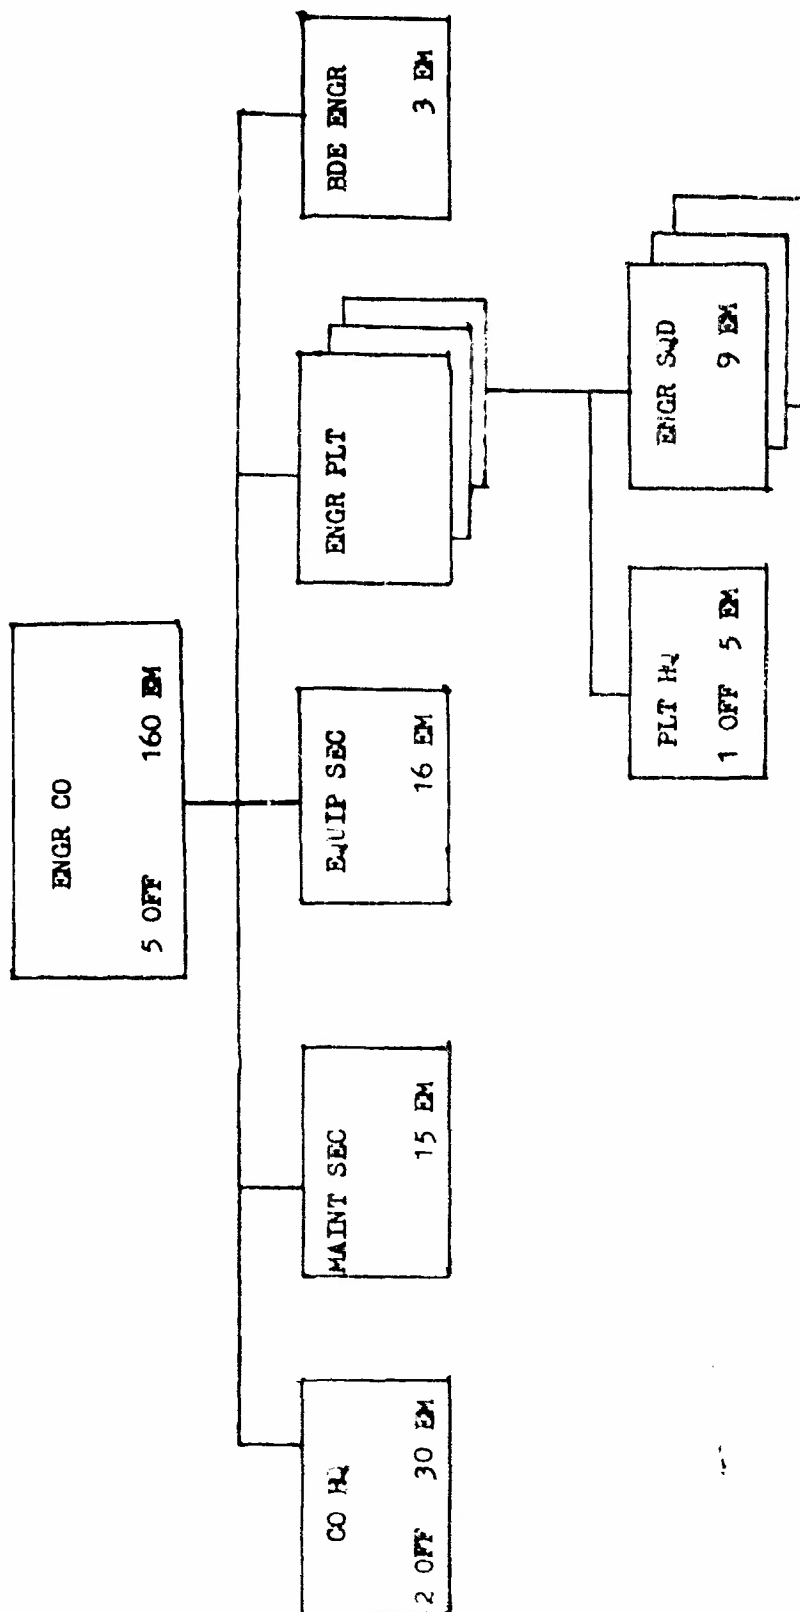 ENGR CO
5 OFF 160 EM
CO HQ
2 OFF 30 EM
MAINT SEC
15 EM
EQUIP SEC
16 EM
ENGR PLT
BDE ENGR
3 EM
PLT HQ
1 OFF 5 EM
ENGR SQD
9 EM